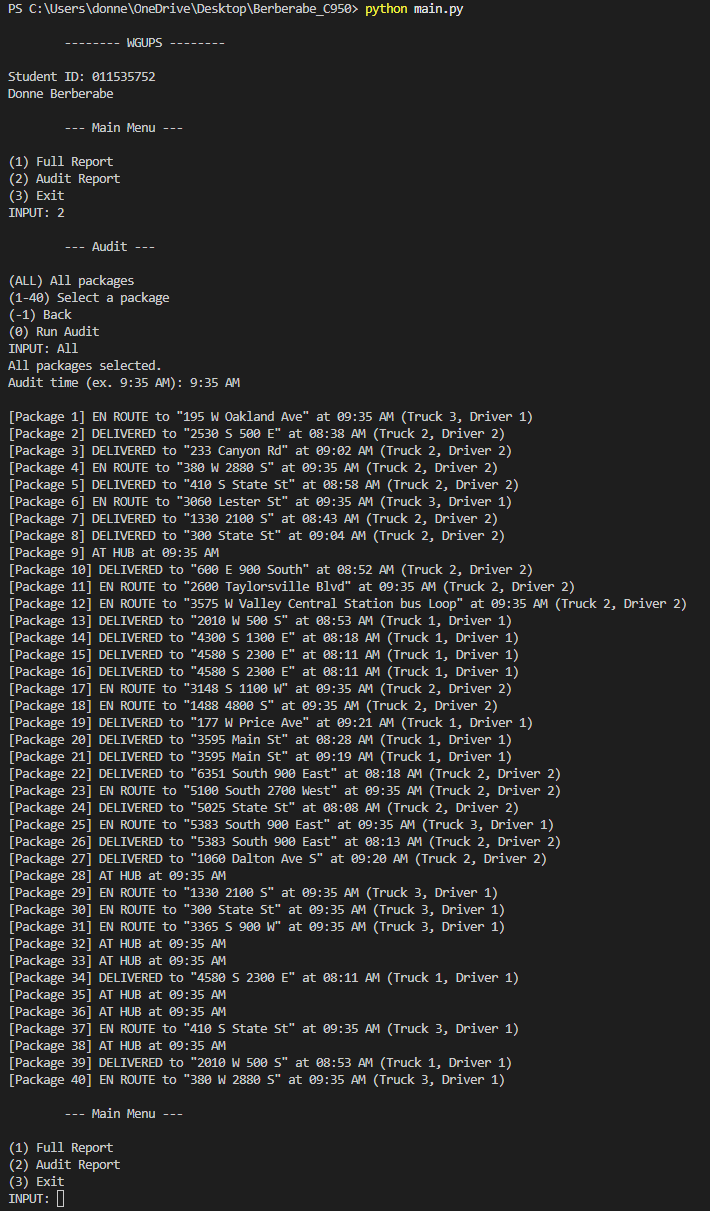 PS C:\Users\donne\OneDrive\Desktop\Berberabe_C950> python main.py
-------- WGUPS --------
Student ID: 011535752
Donne Berberabe
--- Main Menu ---
(1) Full Report
(2) Audit Report
(3) Exit
INPUT: 2
--- Audit ---
(ALL) All packages
(1-40) Select a package
(-1) Back
(0) Run Audit
INPUT: All
All packages selected.
Audit time (ex. 9:35 AM): 9:35 AM
[Package 1] EN ROUTE to "195 W Oakland Ave" at 09:35 AM (Truck 3, Driver 1)
[Package 2] DELIVERED to "2530 S 500 E" at 08:38 AM (Truck 2, Driver 2)
[Package 3] DELIVERED to "233 Canyon Rd" at 09:02 AM (Truck 2, Driver 2)
[Package 4] EN ROUTE to "380 W 2880 S" at 09:35 AM (Truck 2, Driver 2)
[Package 5] DELIVERED to "410 S State St" at 08:58 AM (Truck 2, Driver 2)
[Package 6] EN ROUTE to "3060 Lester St" at 09:35 AM (Truck 3, Driver 1)
[Package 7] DELIVERED to "1330 2100 S" at 08:43 AM (Truck 2, Driver 2)
[Package 8] DELIVERED to "300 State St" at 09:04 AM (Truck 2, Driver 2)
[Package 9] AT HUB at 09:35 AM
[Package 10] DELIVERED to "600 E 900 South" at 08:52 AM (Truck 2, Driver 2)
[Package 11] EN ROUTE to "2600 Taylorsville Blvd" at 09:35 AM (Truck 2, Driver 2)
[Package 12] EN ROUTE to "3575 W Valley Central Station bus Loop" at 09:35 AM (Truck 2, Driver 2)
[Package 13] DELIVERED to "2010 W 500 S" at 08:53 AM (Truck 1, Driver 1)
[Package 14] DELIVERED to "4300 S 1300 E" at 08:18 AM (Truck 1, Driver 1)
[Package 15] DELIVERED to "4580 S 2300 E" at 08:11 AM (Truck 1, Driver 1)
[Package 16] DELIVERED to "4580 S 2300 E" at 08:11 AM (Truck 1, Driver 1)
[Package 17] EN ROUTE to "3148 S 1100 W" at 09:35 AM (Truck 2, Driver 2)
[Package 18] EN ROUTE to "1488 4800 S" at 09:35 AM (Truck 2, Driver 2)
[Package 19] DELIVERED to "177 W Price Ave" at 09:21 AM (Truck 1, Driver 1)
[Package 20] DELIVERED to "3595 Main St" at 08:28 AM (Truck 1, Driver 1)
[Package 21] DELIVERED to "3595 Main St" at 09:19 AM (Truck 1, Driver 1)
[Package 22] DELIVERED to "6351 South 900 East" at 08:18 AM (Truck 2, Driver 2)
[Package 23] EN ROUTE to "5100 South 2700 West" at 09:35 AM (Truck 2, Driver 2)
[Package 24] DELIVERED to "5025 State St" at 08:08 AM (Truck 2, Driver 2)
[Package 25] EN ROUTE to "5383 South 900 East" at 09:35 AM (Truck 3, Driver 1)
[Package 26] DELIVERED to "5383 South 900 East" at 08:13 AM (Truck 2, Driver 2)
[Package 27] DELIVERED to "1060 Dalton Ave S" at 09:20 AM (Truck 2, Driver 2)
[Package 28] AT HUB at 09:35 AM
[Package 29] EN ROUTE to "1330 2100 S" at 09:35 AM (Truck 3, Driver 1)
[Package 30] EN ROUTE to "300 State St" at 09:35 AM (Truck 3, Driver 1)
[Package 31] EN ROUTE to "3365 S 900 W" at 09:35 AM (Truck 3, Driver 1)
[Package 32] AT HUB at 09:35 AM
[Package 33] AT HUB at 09:35 AM
[Package 34] DELIVERED to "4580 S 2300 E" at 08:11 AM (Truck 1, Driver 1)
[Package 35] AT HUB at 09:35 AM
[Package 36] AT HUB at 09:35 AM
[Package 37] EN ROUTE to "410 S State St" at 09:35 AM (Truck 3, Driver 1)
[Package 38] AT HUB at 09:35 AM
[Package 39] DELIVERED to "2010 W 500 S" at 08:53 AM (Truck 1, Driver 1)
[Package 40] EN ROUTE to "380 W 2880 S" at 09:35 AM (Truck 3, Driver 1)
--- Main Menu ---
(1) Full Report
(2) Audit Report
(3) Exit
INPUT: